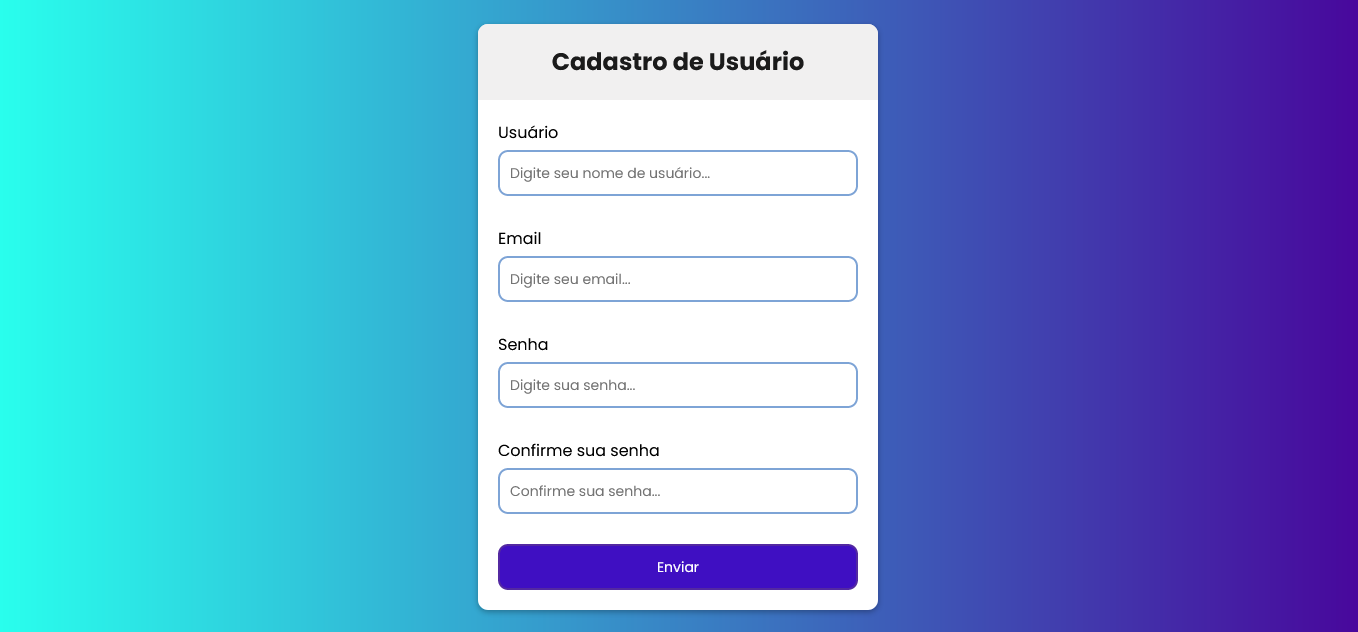 Cadastro de Usuário
Usuário
Digite seu nome de usuário...
Email
Digite seu email...
Senha
Digite sua senha...
Confirme sua senha
Confirme sua senha...
Enviar